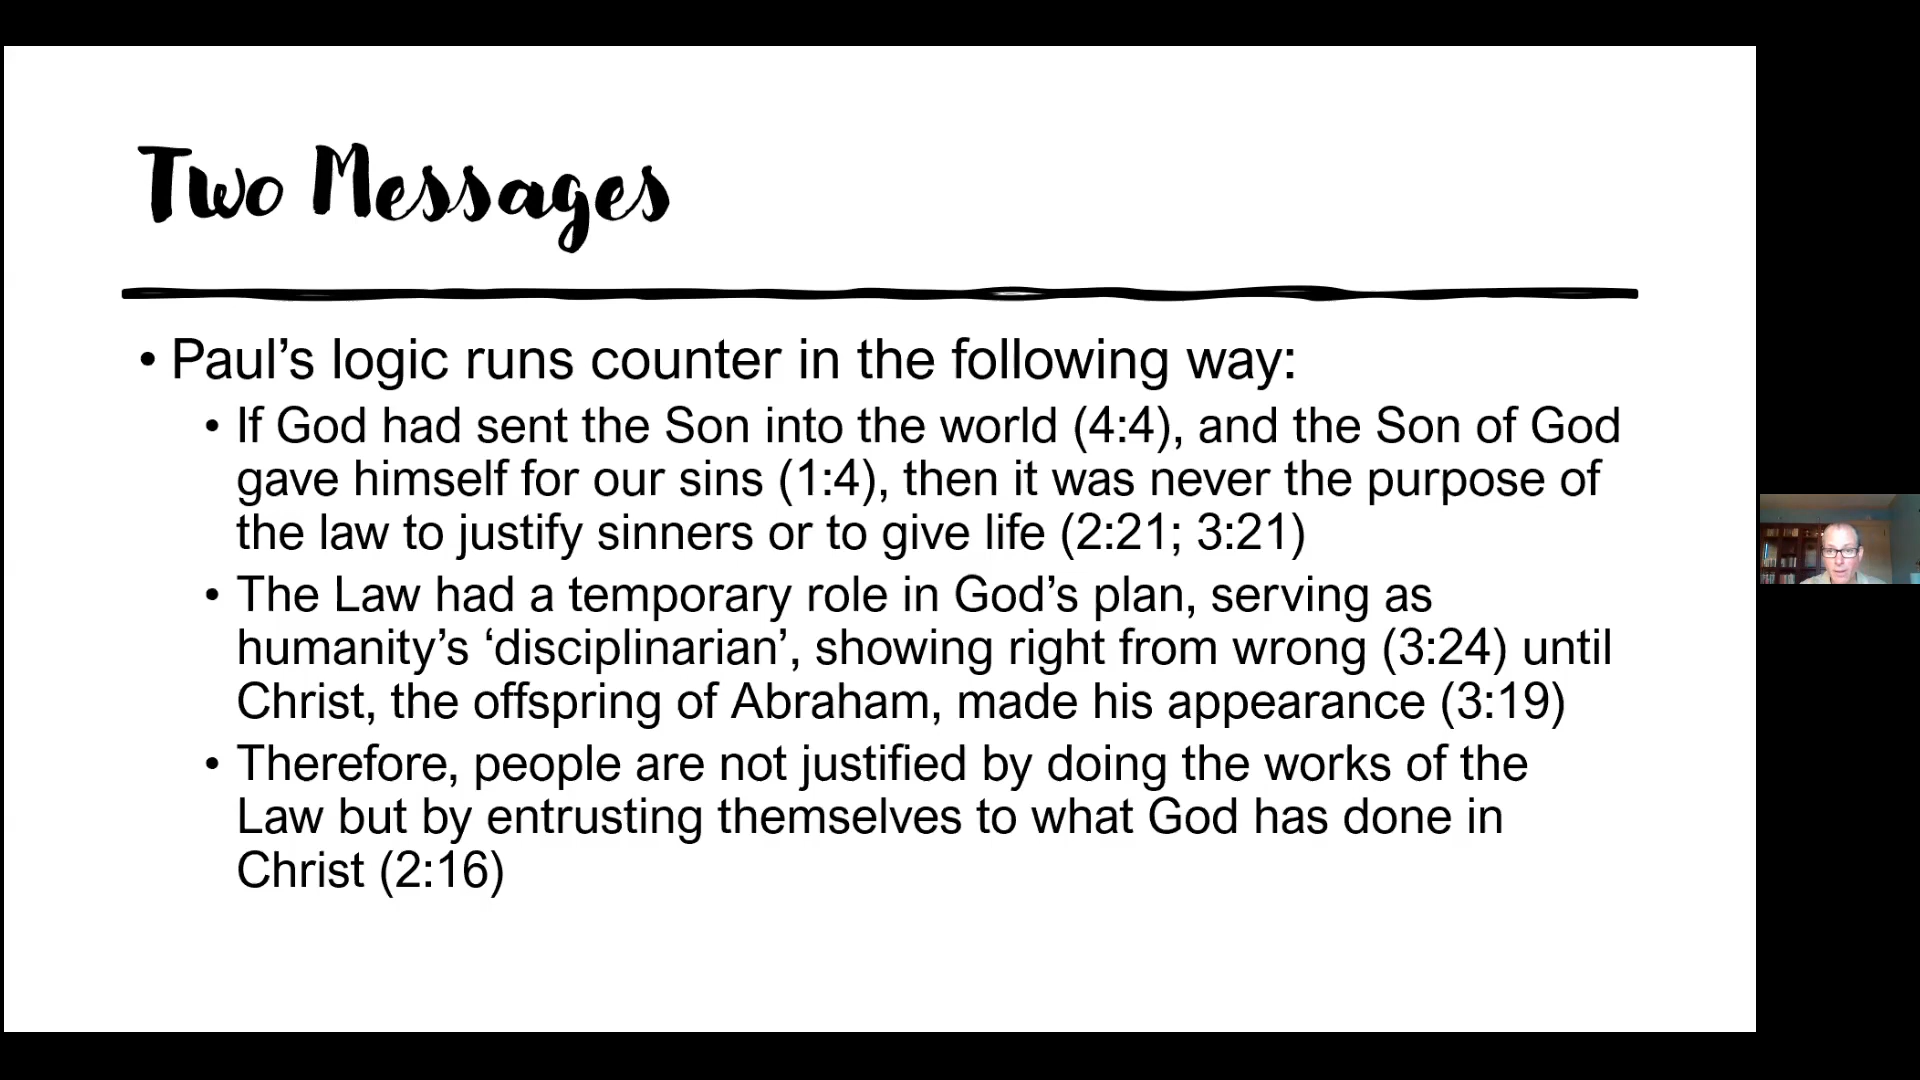 Two Messages
• Paul’s logic runs counter in the following way:
• If God had sent the Son into the world (4:4), and the Son of God
gave himself for our sins (1:4), then it was never the purpose of
the law to justify sinners or to give life (2:21; 3:21)
• The Law had a temporary role in God’s plan, serving as
humanity’s ‘disciplinarian’, showing right from wrong (3:24) until
Christ, the offspring of Abraham, made his appearance (3:19)
• Therefore, people are not justified by doing the works of the
Law but by entrusting themselves to what God has done in
Christ (2:16)